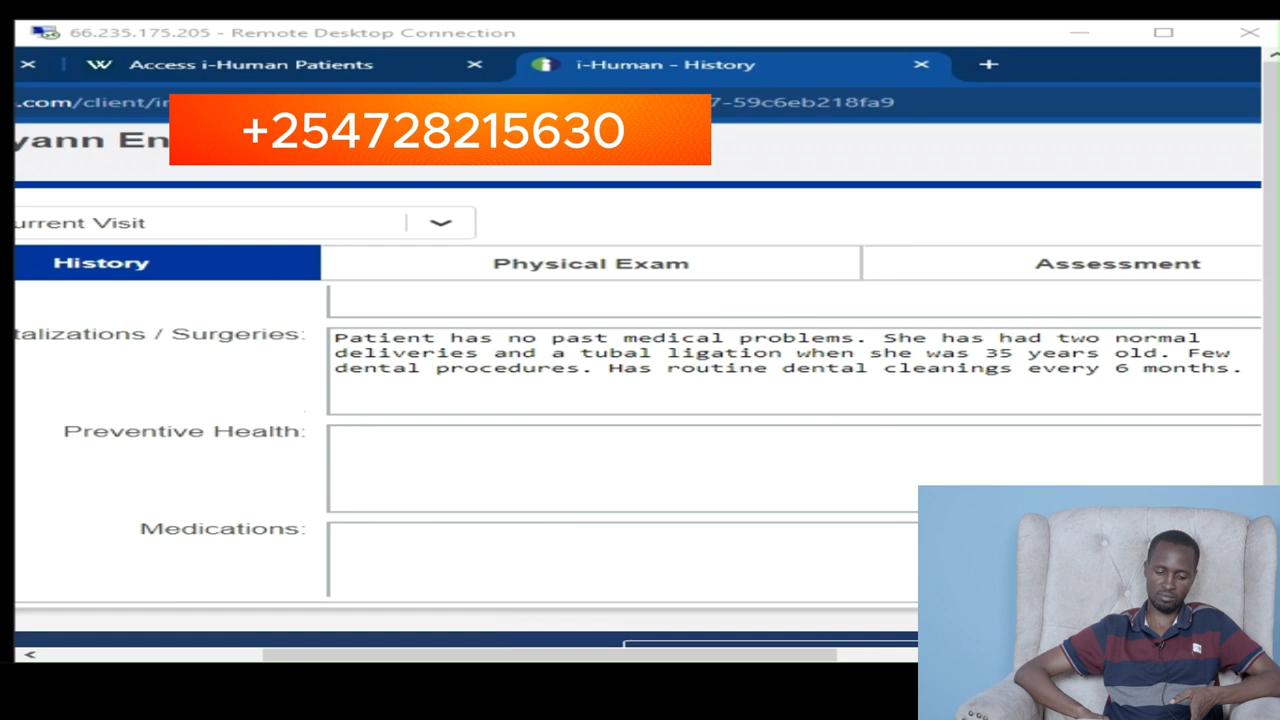 66.235.175.205 - Remote Desktop Connection
Access i-Human Patients
i-Human - History
.com/client/in
7-59c6eb218fa9
+254728215630
yann En
urrent Visit
History
Physical Exam
Assessment
talizations / Surgeries:
Patient has no past medical problems. She has had two normal
deliveries and a tubal ligation when she was 35 years old. Few
dental procedures. Has routine dental cleanings every 6 months.
Preventive Health:
Medications: